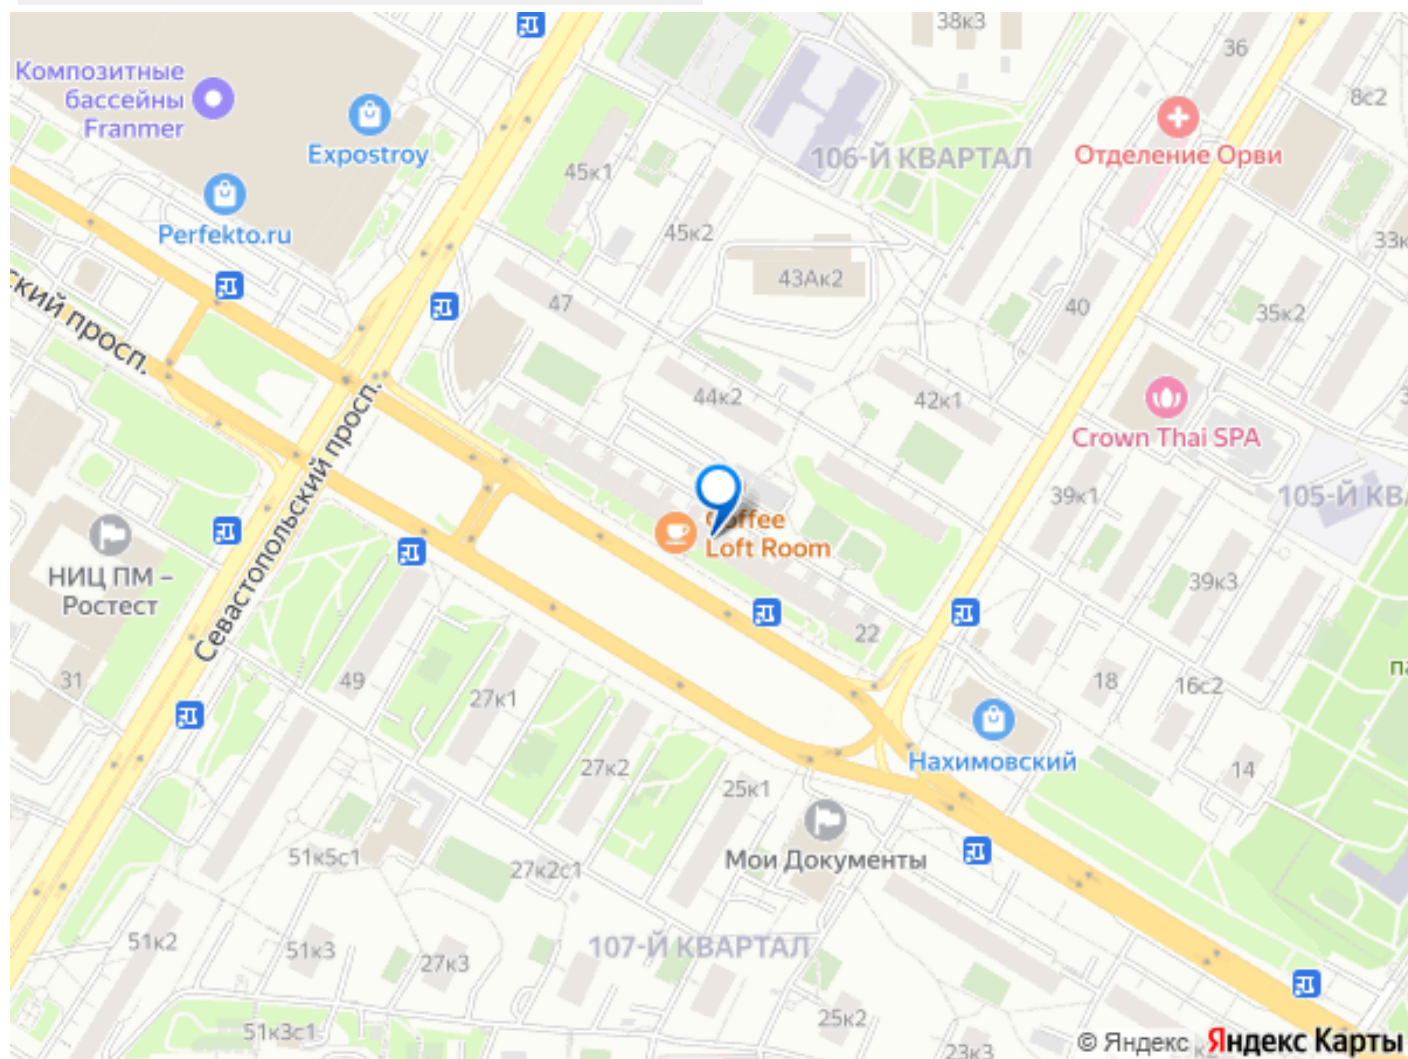 38к3
36
8с2
Композитные
бассейны
Franmer
Expostroy
45к1
106-Й КВАРТАЛ
Отделение Орви
Perfekto.ru
45к2
43Ак2
47
40
35к2
ский просп.
44к2
42к1
Crown Thai SPA
Севастопольский просп.
39к1
105-Й КВ
Coffee
Loft Room
НИЦ ПМ –
Ростест
39к3
22
31
49
27к1
18
16с2
27к2
Нахимовский
14
25к1
Мои Документы
51к5с1
27к2с1
51к2
51к3
27к3
107-Й КВАРТАЛ
25к2
51к3с1
23к3
© Яндекс Яндекс Карты